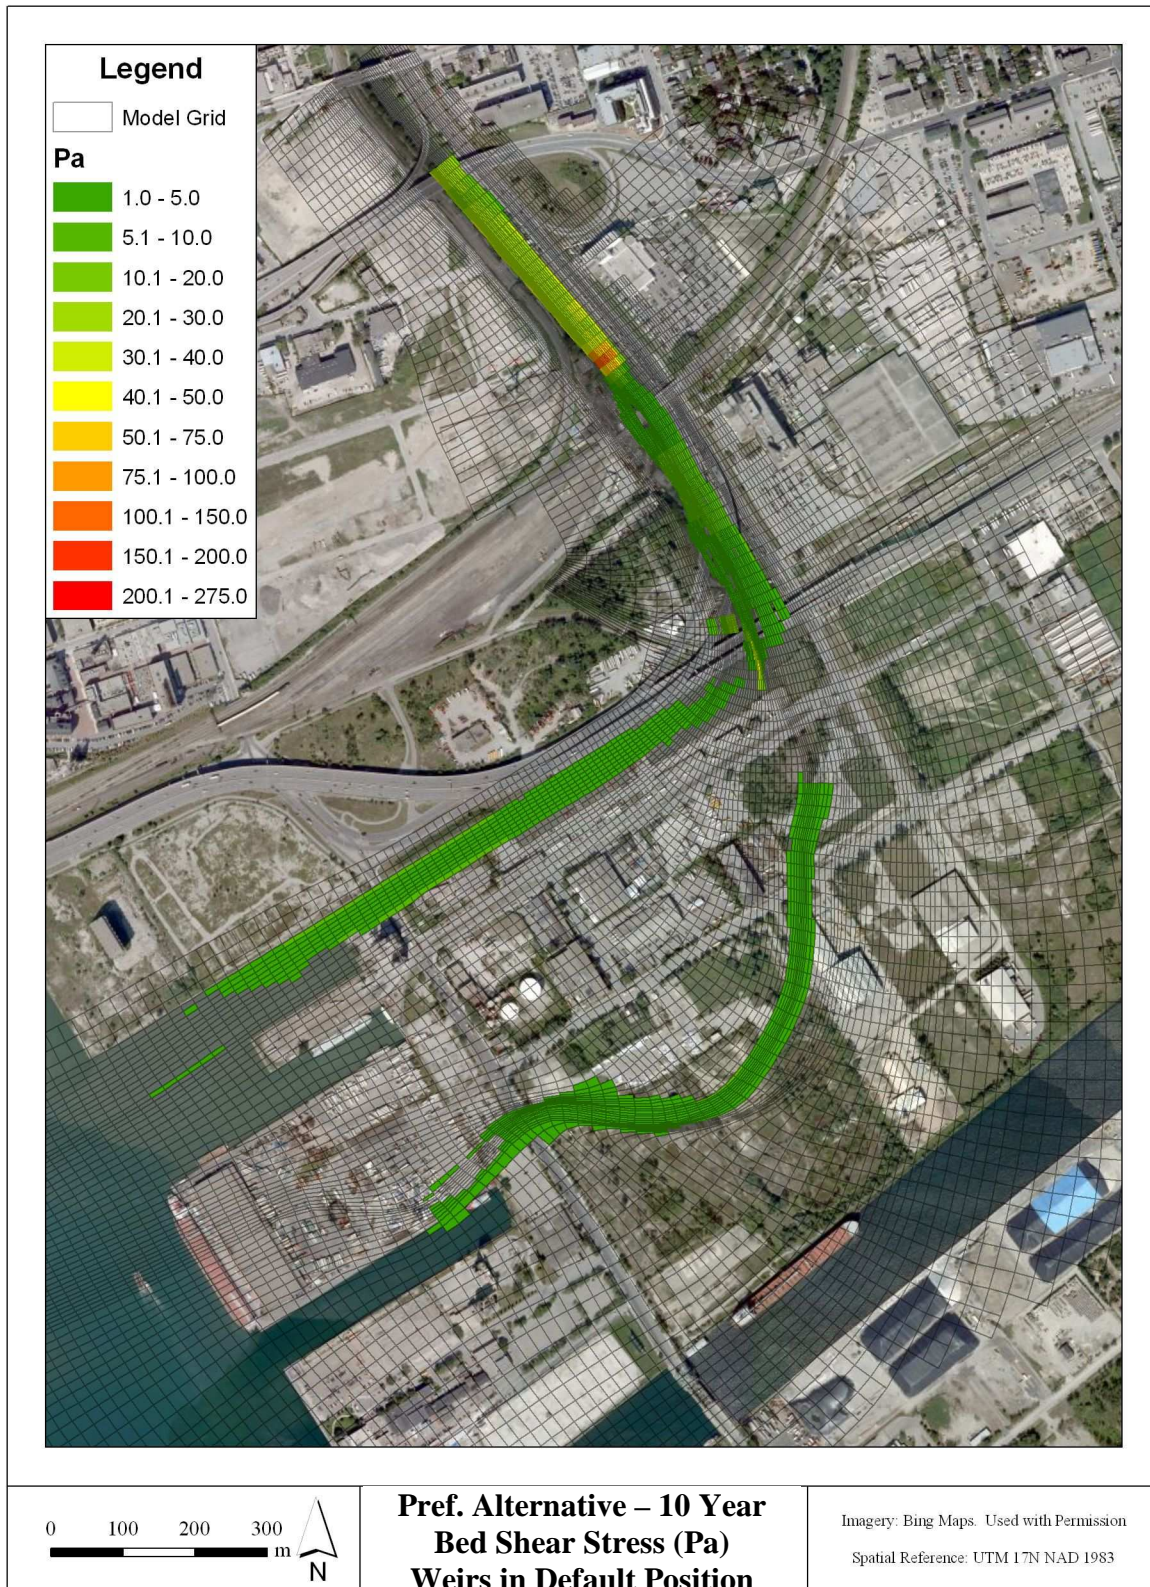 Legend
Model Grid
Pa
1.0 - 5.0
5.1 - 10.0
10.1 - 20.0
20.1 - 30.0
30.1 - 40.0
40.1 - 50.0
50.1 - 75.0
75.1 - 100.0
100.1 - 150.0
150.1 - 200.0
200.1 - 275.0
0 100 200 300
m
N
Pref. Alternative – 10 Year
Bed Shear Stress (Pa)
Weirs in Default Position
Imagery: Bing Maps. Used with Permission
Spatial Reference: UTM 17N NAD 1983